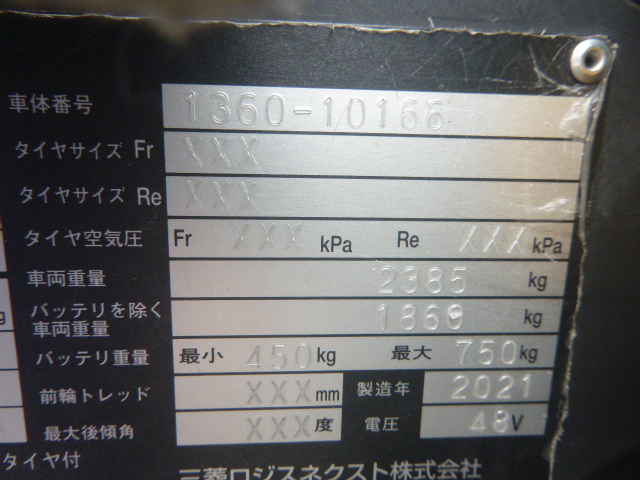 車体番号 1360-10166
タイヤサイズ Fr XXX
タイヤサイズ Re XXX
タイヤ空気圧 Fr XXX kPa Re XXX kPa
車両重量 2385 kg
バッテリを除く
車両重量 1860 kg
バッテリ重量 最小 450 kg 最大 750 kg
前輪トレッド XXX mm 製造年 2021
最大後傾角 XXX 度 電圧 48 V
タイヤ付
三菱ロジスネクスト株式会社